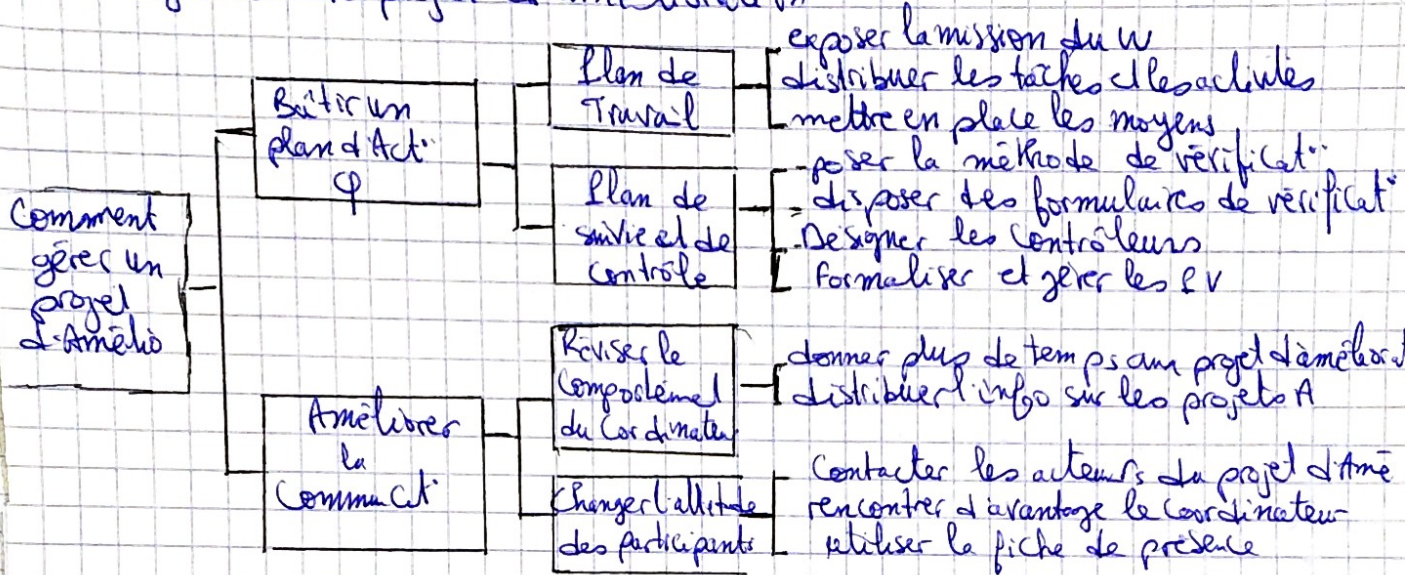 Comment
gérer un
projet
d'Amélio
Bâtir un
plan d'Act°
φ
Améliorer
la
Communicat°
Plan de
Travail
Plan de
suivie et de
Contrôle
Réviser le
Comportement
du Cordinateur
Changer l'attitude
des participants
exposer la mission du W
distribuer les tâches et les activités
mettre en place les moyens
- poser la méthode de vérificat°
- disposer des formulaires de vérificat°
- Désigner les Contrôleurs
formaliser et gérer les PV
donner plus de temps aux projet d'améliorat
distribuer l'info sur les projets A
Contacter les acteurs du projet d'Amé
rencontrer d'avantage le Coordinateur
utiliser la fiche de présence